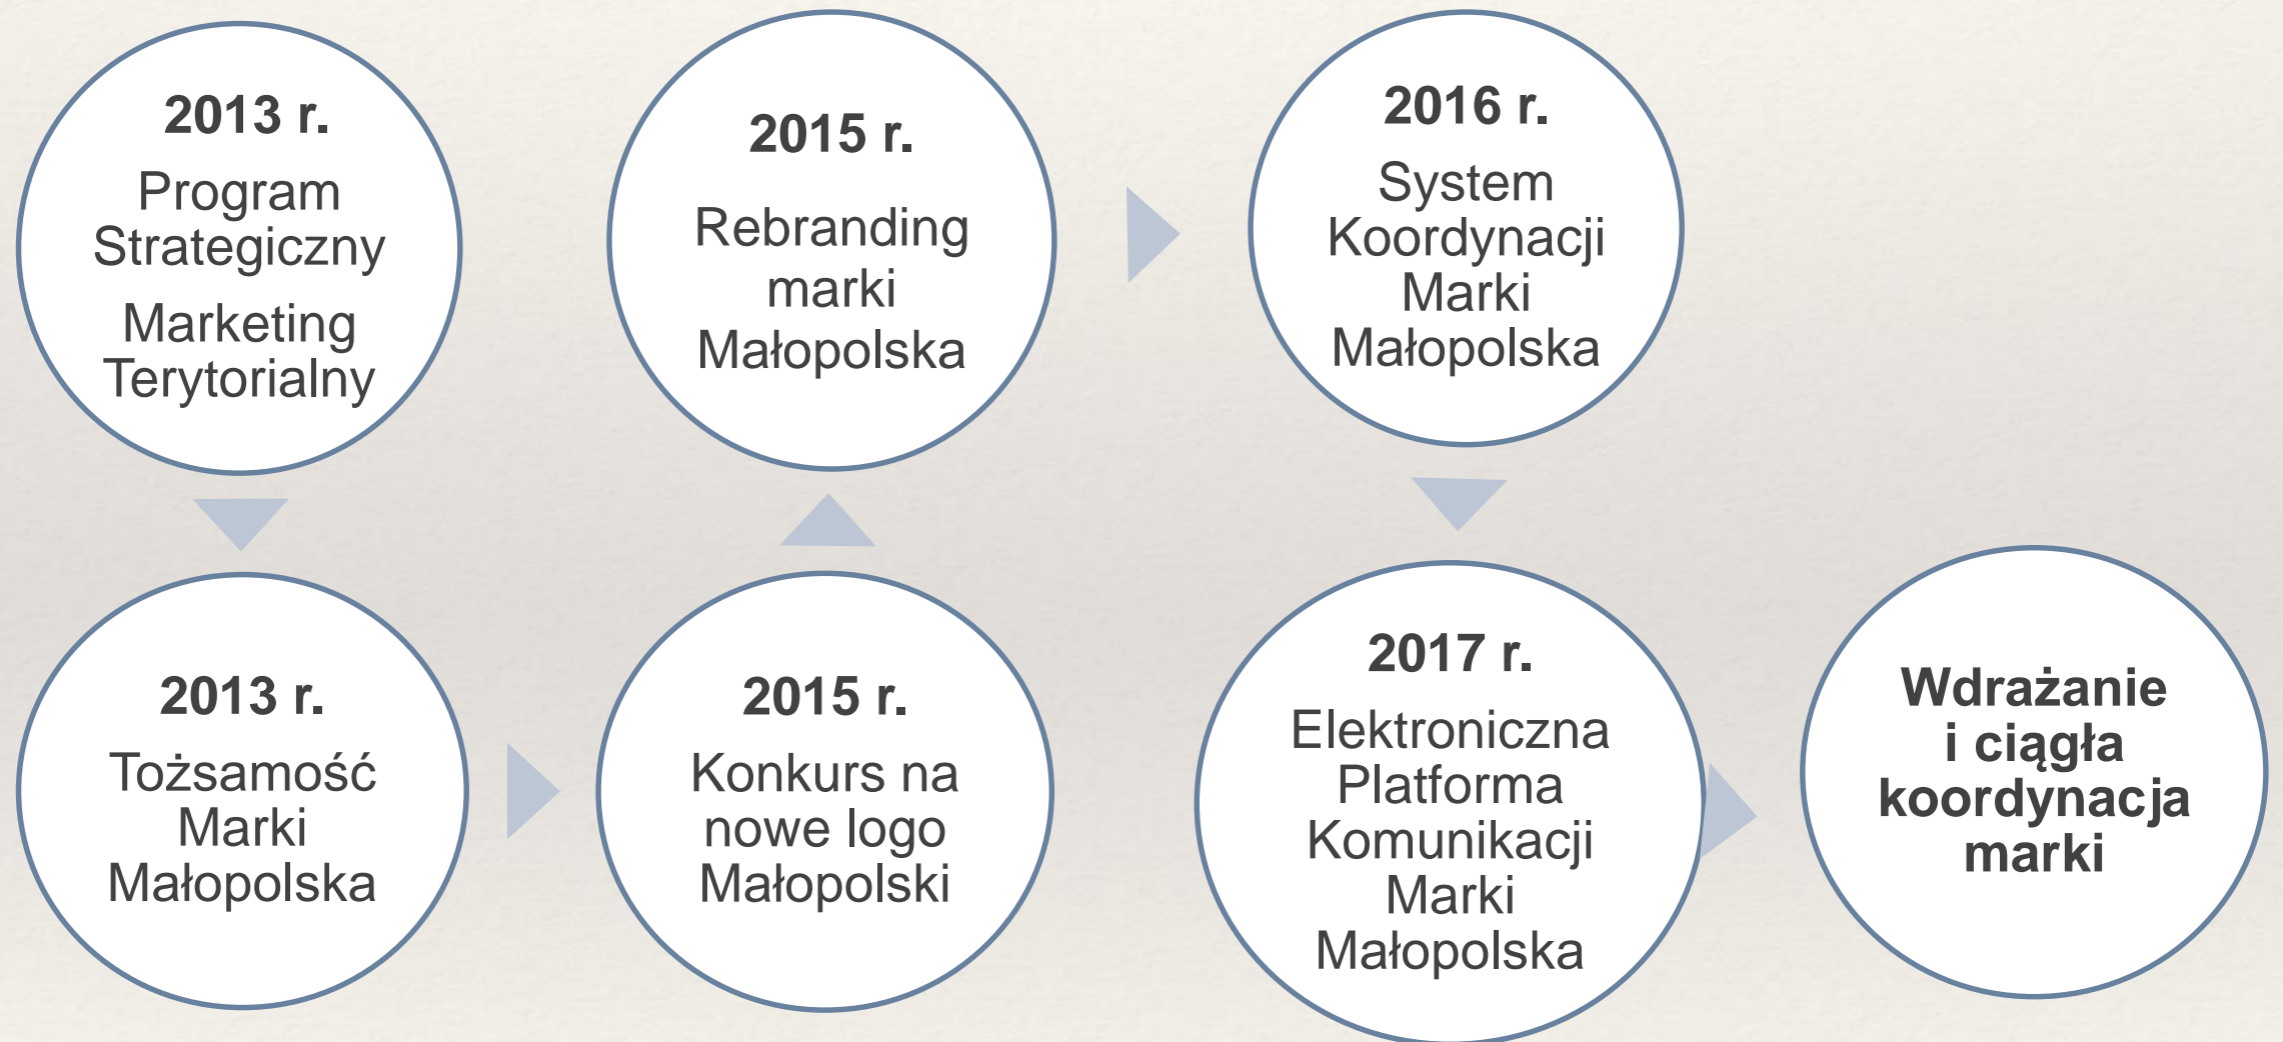 2013 r.
Program
Strategiczny
Marketing
Terytorialny
2013 r.
Tożsamość
Marki
Małopolska
2015 r.
Konkurs na
nowe logo
Małopolski
2015 r.
Rebranding
marki
Małopolska
2016 r.
System
Koordynacji
Marki
Małopolska
2017 r.
Elektroniczna
Platforma
Komunikacji
Marki
Małopolska
Wdrażanie
i ciągła
koordynacja
marki